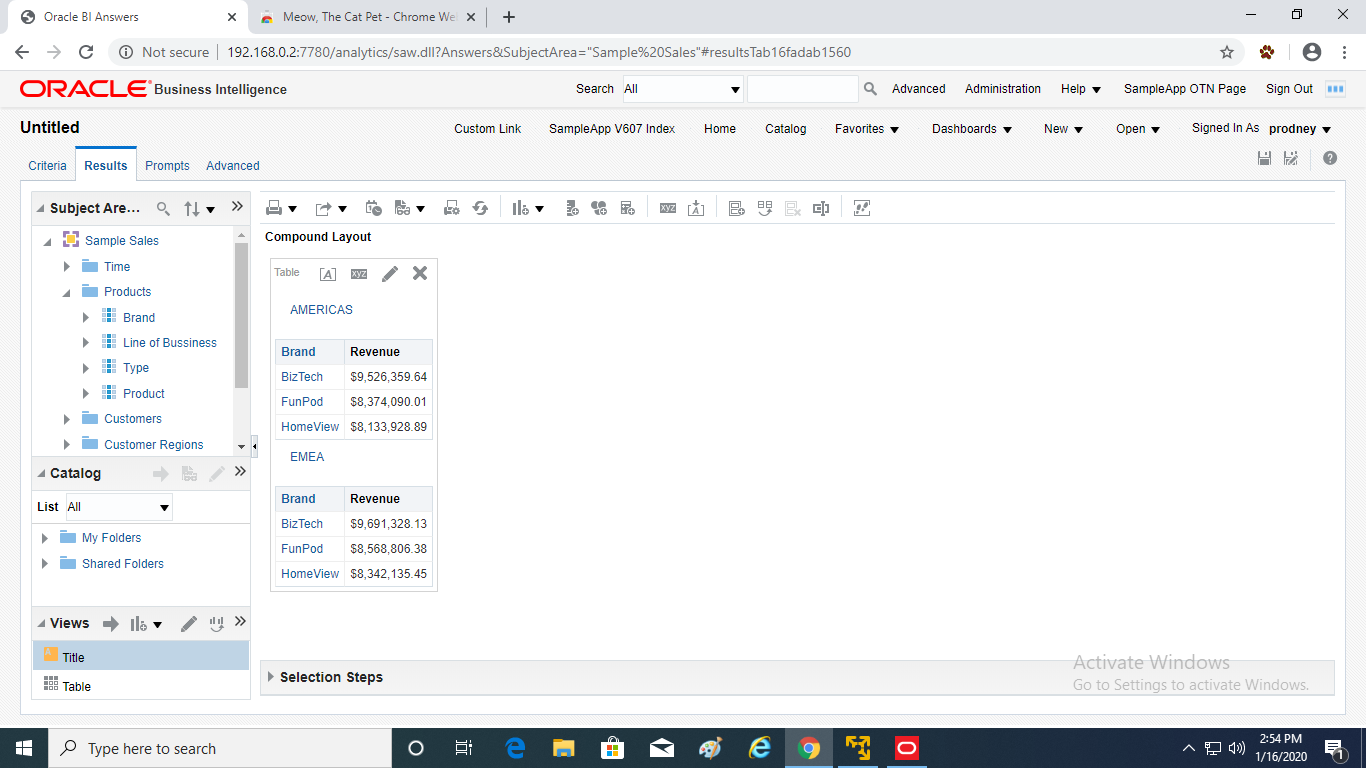 Oracle BI Answers
Meow, The Cat Pet - Chrome We
Not secure
192.168.0.2:7780/analytics/saw.dll?Answers&SubjectArea="Sample%20Sales"#resultsTab16fadab1560
ORACLE Business Intelligence
Search All Advanced Administration Help SampleApp OTN Page Sign Out
Untitled
Custom Link SampleApp V607 Index Home Catalog Favorites Dashboards New Open Signed In As prodney
Criteria Results Prompts Advanced
Subject Are...
Sample Sales
Time
Products
Brand
Line of Bussiness
Type
Product
Customers
Customer Regions
Catalog
List All
My Folders
Shared Folders
Views
Title
Table
Compound Layout
Table A xyz
AMERICAS
Brand Revenue
BizTech $9,526,359.64
FunPod $8,374,090.01
HomeView $8,133,928.89
EMEA
Brand Revenue
BizTech $9,691,328.13
FunPod $8,568,806.38
HomeView $8,342,135.45
Selection Steps
Activate Windows
Go to Settings to activate Windows.
Type here to search
2:54 PM
1/16/2020
1